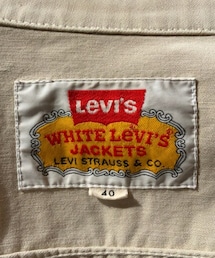 LEVI'S
WHITE LEVI'S
JACKETS
LEVI STRAUSS & CO.
40